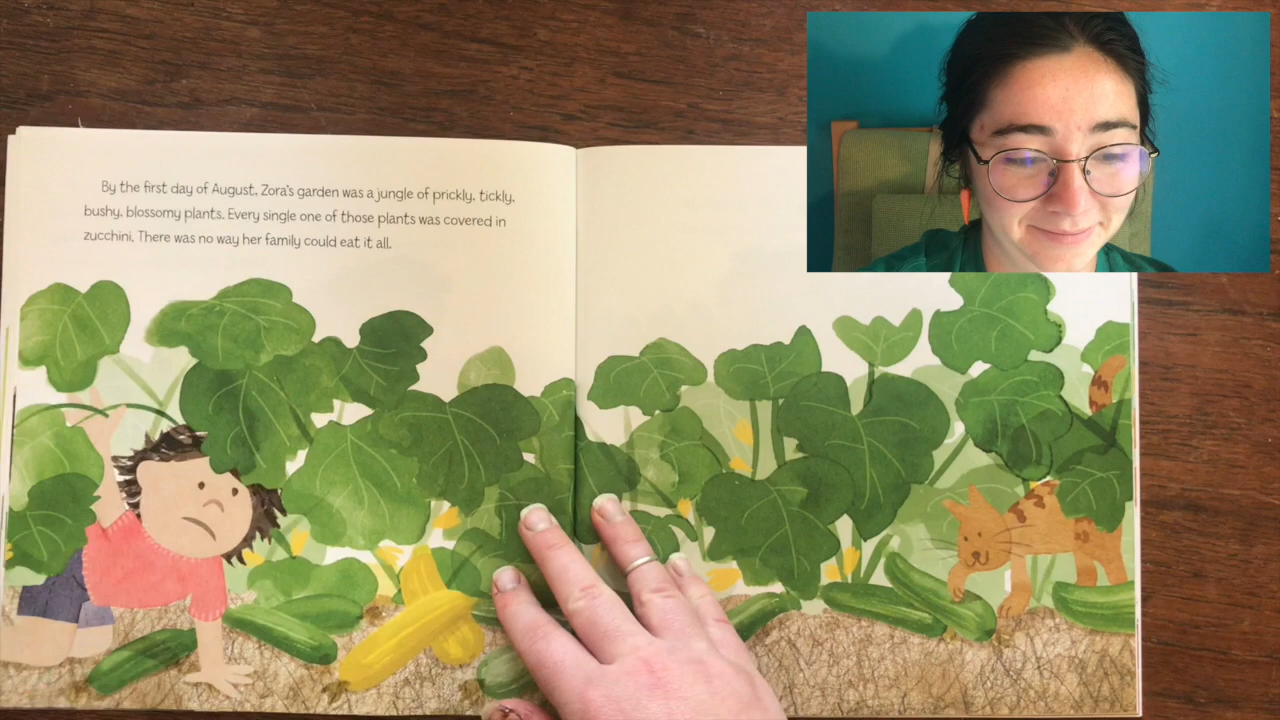 By the first day of August, Zora's garden was a jungle of prickly, tickly,
bushy, blossomy plants. Every single one of those plants was covered in
zucchini. There was no way her family could eat it all.